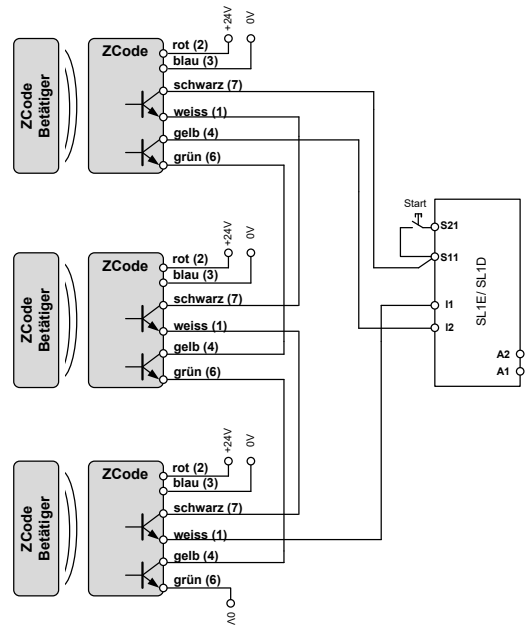 ZCode
Betätiger
ZCode
rot (2)
blau (3)
schwarz (7)
weiss (1)
gelb (4)
grün (6)
+24V
0V
ZCode
Betätiger
ZCode
rot (2)
blau (3)
schwarz (7)
weiss (1)
gelb (4)
grün (6)
+24V
0V
ZCode
Betätiger
ZCode
rot (2)
blau (3)
schwarz (7)
weiss (1)
gelb (4)
grün (6)
+24V
0V
0V
Start
S21
S11
I1
I2
SL1E/ SL1D
A2
A1